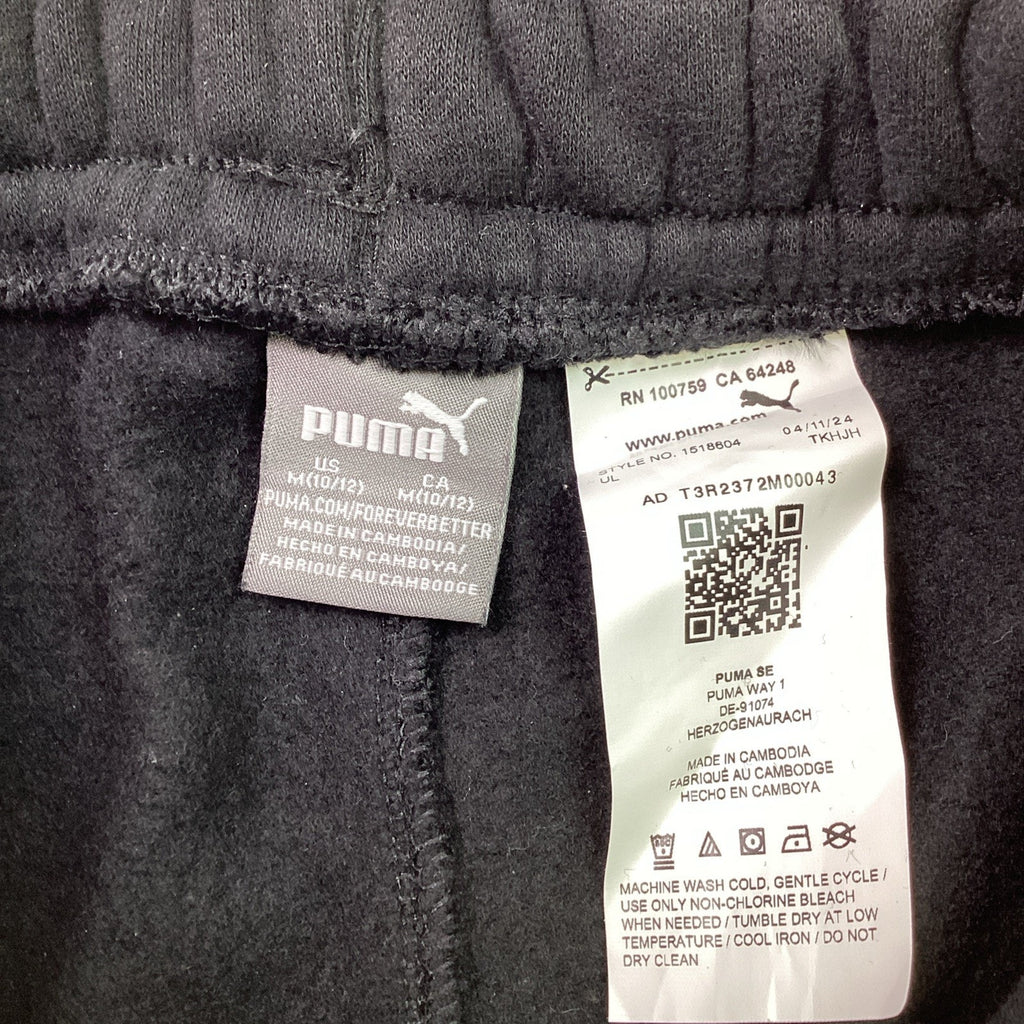 PUMA
US
M(10/12)
CA
M(10/12)
PUMA.COM/FOREVERBETTER
MADE IN CAMBODIA/
HECHO EN CAMBOYA/
FABRIQUÉ AU CAMBODGE
RN 100759 CA 64248
www.puma.com
04/11/24
STYLE NO. 1518604
TKHJH
UL
AD T3R2372M00043
PUMA SE
PUMA WAY 1
DE-91074
HERZOGENAURACH
MADE IN CAMBODIA
FABRIQUÉ AU CAMBODGE
HECHO EN CAMBOYA
MACHINE WASH COLD, GENTLE CYCLE /
USE ONLY NON-CHLORINE BLEACH
WHEN NEEDED / TUMBLE DRY AT LOW
TEMPERATURE / COOL IRON / DO NOT
DRY CLEAN